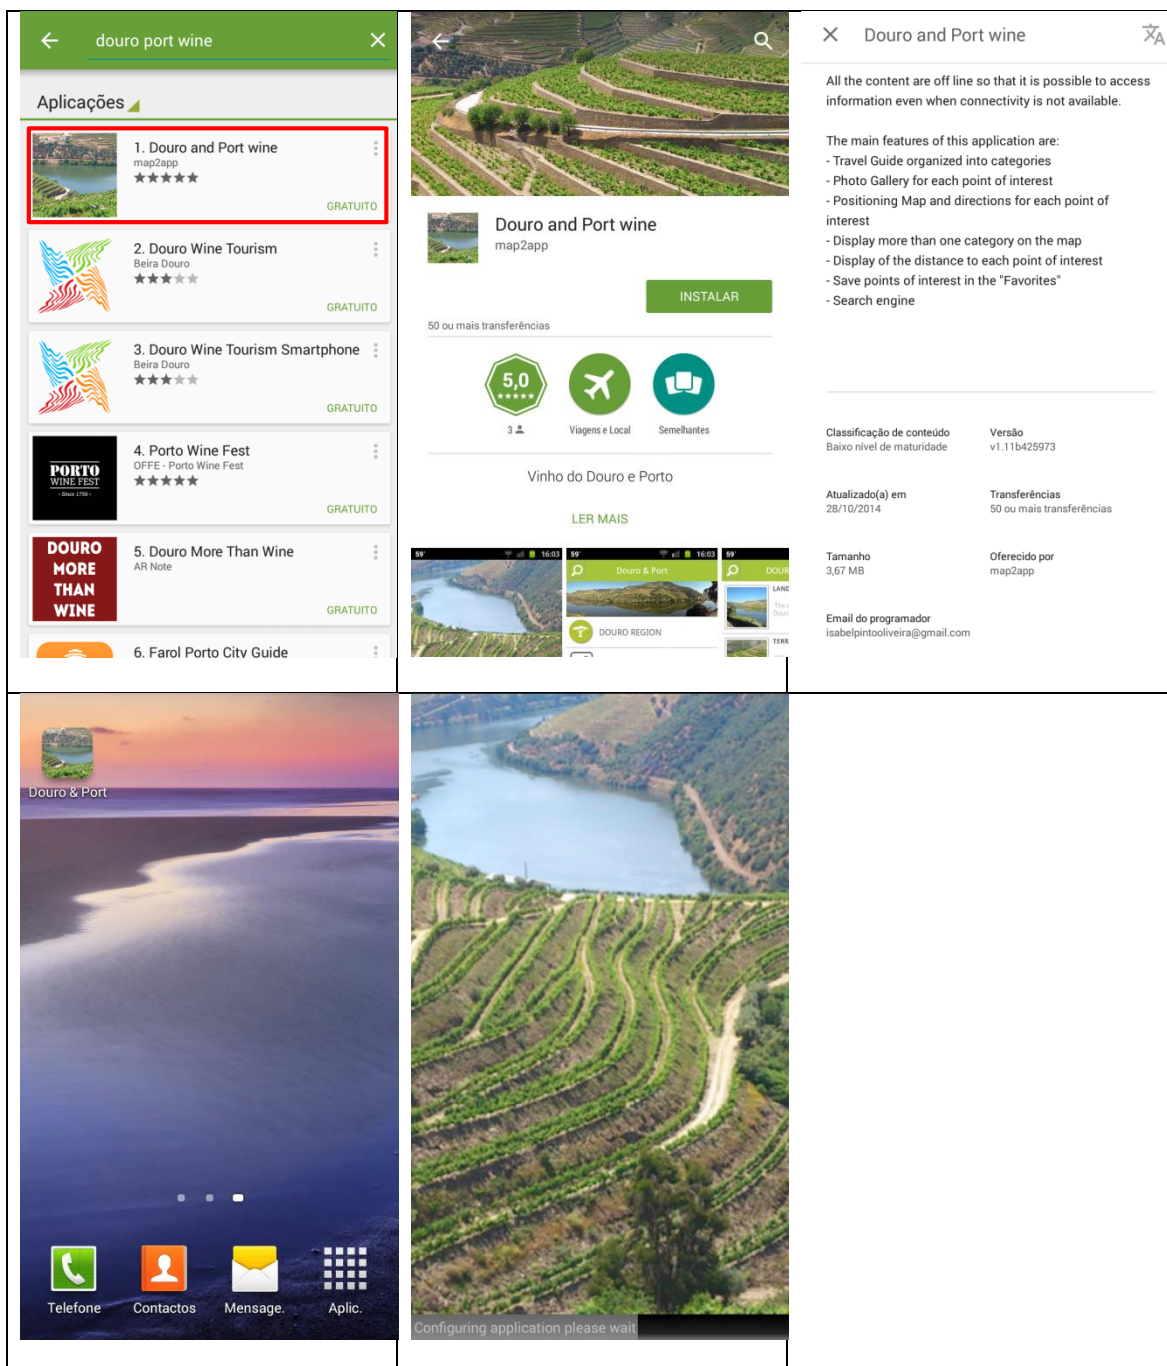 douro port wine
Aplicações
1. Douro and Port wine
map2app
GRATUITO
2. Douro Wine Tourism
Beira Douro
GRATUITO
3. Douro Wine Tourism Smartphone
Beira Douro
GRATUITO
PORTO
WINE FEST
- Since 1756 -
4. Porto Wine Fest
OFFE - Porto Wine Fest
GRATUITO
DOURO
MORE
THAN
WINE
5. Douro More Than Wine
AR Note
GRATUITO
6. Farol Porto City Guide
Douro and Port wine
map2app
INSTALAR
50 ou mais transferências
5,0
3
Viagens e Local
Semelhantes
Vinho do Douro e Porto
LER MAIS
59'
16:03
59'
16:03
Douro & Port
DOURO REGION
59'
DOUR
LAND
The l
Douri
TERR
Douro and Port wine
All the content are off line so that it is possible to access
information even when connectivity is not available.
The main features of this application are:
- Travel Guide organized into categories
- Photo Gallery for each point of interest
- Positioning Map and directions for each point of
interest
- Display more than one category on the map
- Display of the distance to each point of interest
- Save points of interest in the "Favorites"
- Search engine
Classificação de conteúdo
Baixo nível de maturidade
Versão
v1.11b425973
Atualizado(a) em
28/10/2014
Transferências
50 ou mais transferências
Tamanho
3,67 MB
Oferecido por
map2app
Email do programador
isabelpintooliveira@gmail.com
Douro & Port
Telefone
Contactos
Mensage.
Aplic.
Configuring application please wait